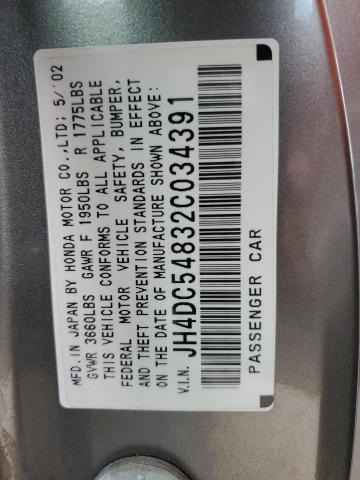 MFD.IN JAPAN BY HONDA MOTOR CO.,LTD; 5/'02
GVWR 3660LBS GAWR F 1950LBS R 1775LBS
THIS VEHICLE CONFORMS TO ALL APPLICABLE
FEDERAL MOTOR VEHICLE SAFETY, BUMPER,
AND THEFT PREVENTION STANDARDS IN EFFECT
ON THE DATE OF MANUFACTURE SHOWN ABOVE:
V.I.N. JH4DC54832C034391
PASSENGER CAR